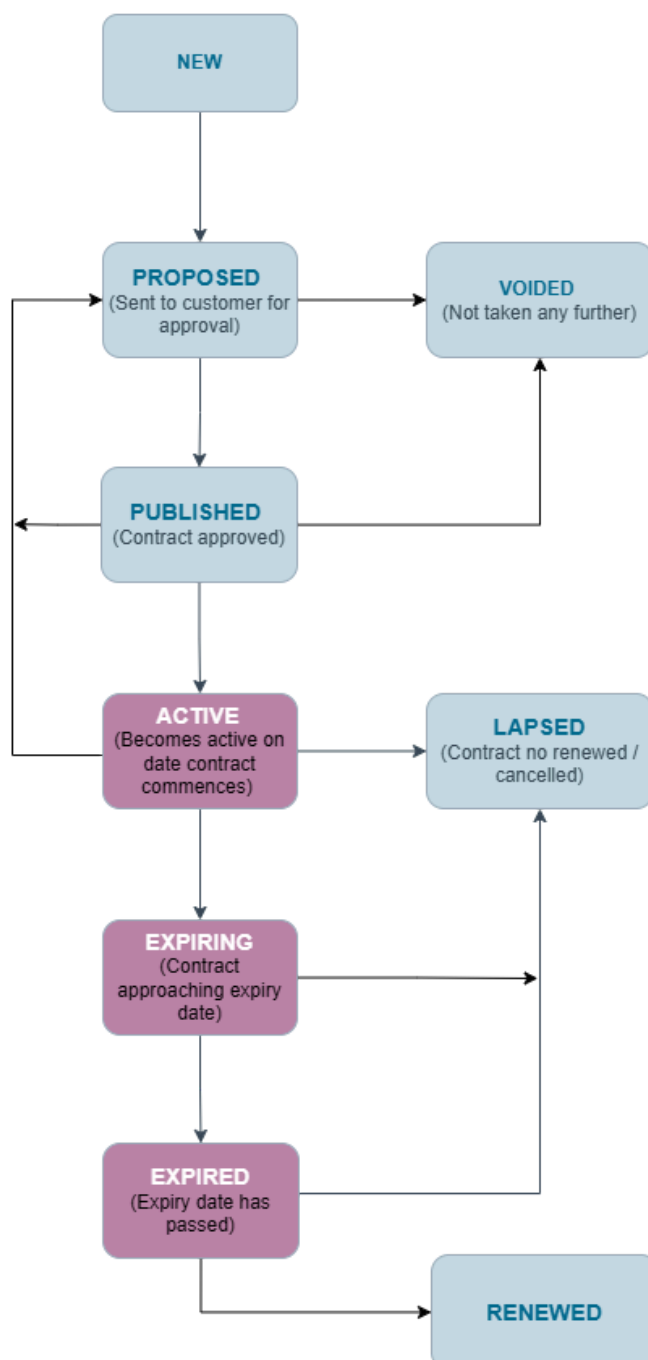 NEW
PROPOSED
(Sent to customer for
approval)
VOIDED
(Not taken any further)
PUBLISHED
(Contract approved)
ACTIVE
(Becomes active on
date contract
commences)
LAPSED
(Contract no renewed /
cancelled)
EXPIRING
(Contract
approaching expiry
date)
EXPIRED
(Expiry date has
passed)
RENEWED